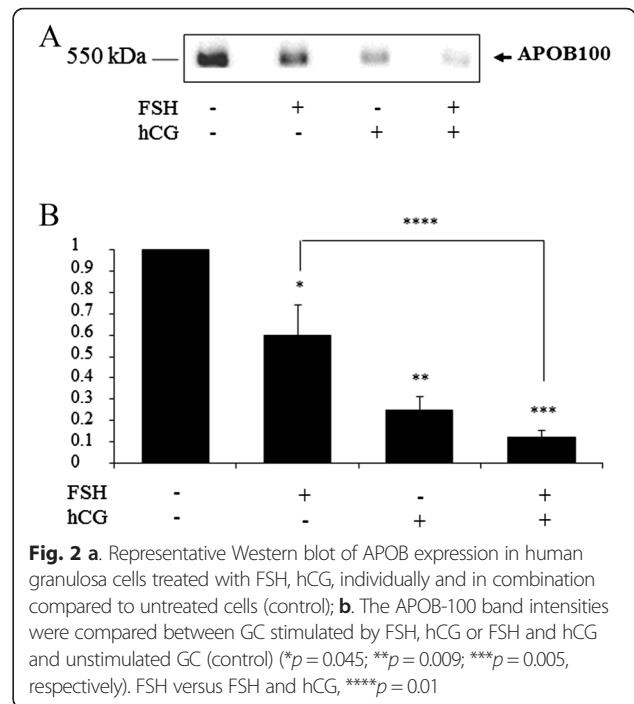 A
550 kDa — ← APOB100
FSH - + - +
hCG - - + +
B
****
1
0.9
0.8
0.7
0.6
0.5
0.4
0.3
0.2
0.1
0
*
**
***
FSH - + - +
hCG - - + +
Fig. 2 a. Representative Western blot of APOB expression in human
granulosa cells treated with FSH, hCG, individually and in combination
compared to untreated cells (control); b. The APOB-100 band intensities
were compared between GC stimulated by FSH, hCG or FSH and hCG
and unstimulated GC (control) (*p = 0.045; **p = 0.009; ***p = 0.005,
respectively). FSH versus FSH and hCG, ****p = 0.01